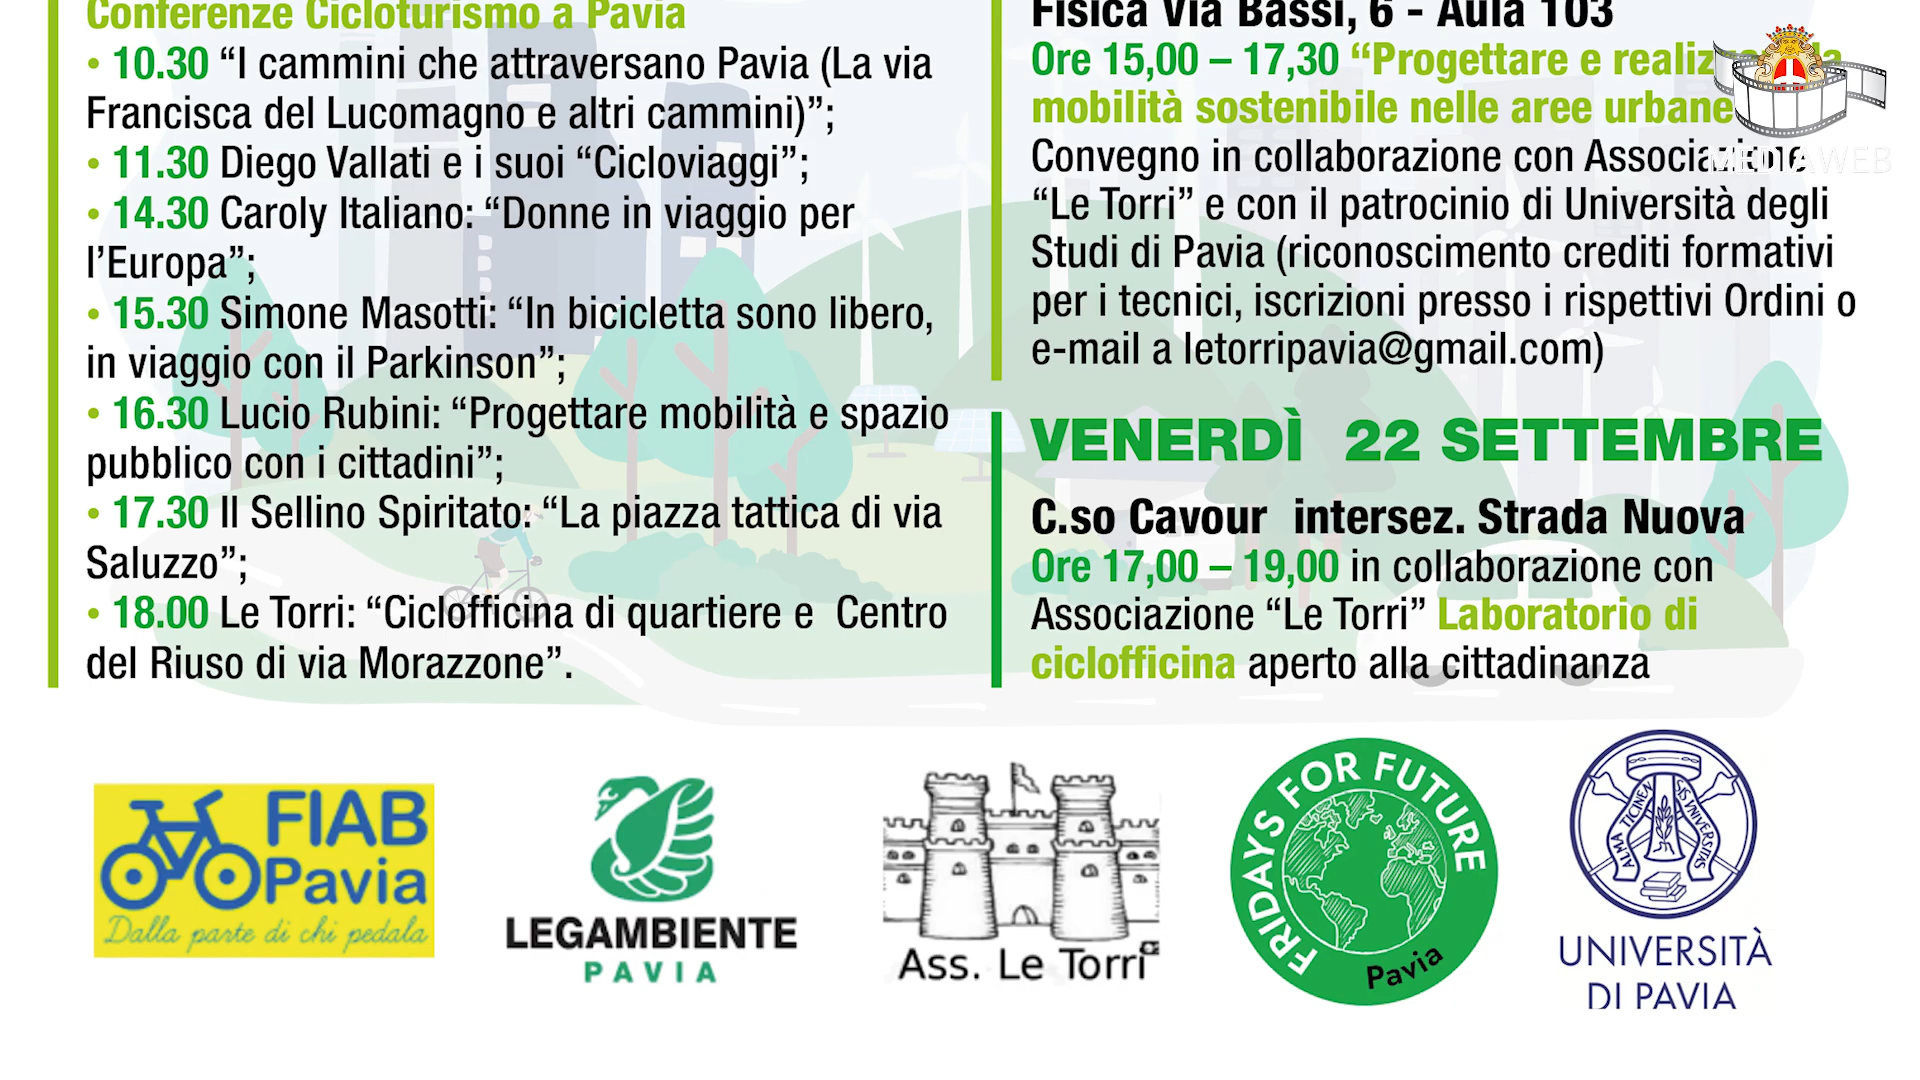 Conferenze Cicloturismo a Pavia
• 10.30 “I cammini che attraversano Pavia (La via
Francisca del Lucomagno e altri cammini)”;
• 11.30 Diego Vallati e i suoi “Cicloviaggi”;
• 14.30 Caroly Italiano: “Donne in viaggio per
l’Europa”;
• 15.30 Simone Masotti: “In bicicletta sono libero,
in viaggio con il Parkinson”;
• 16.30 Lucio Rubini: “Progettare mobilità e spazio
pubblico con i cittadini”;
• 17.30 Il Sellino Spiritato: “La piazza tattica di via
Saluzzo”;
• 18.00 Le Torri: “Ciclofficina di quartiere e  Centro
del Riuso di via Morazzone”.
Fisica Via Bassi, 6 - Aula 103
Ore 15,00 – 17,30 “Progettare e
mobilità sostenibile nelle aree urbane
Convegno in collaborazione con Associazione
“Le Torri” e con il patrocinio di Università degli
Studi di Pavia (riconoscimento crediti formativi
per i tecnici, iscrizioni presso i rispettivi Ordini o
e-mail a letorripavia@gmail.com)
VENERDÌ  22 SETTEMBRE
C.so Cavour  intersez. Strada Nuova
Ore 17,00 – 19,00 in collaborazione con
Associazione “Le Torri” Laboratorio di
ciclofficina aperto alla cittadinanza
MEDIAWEB
FIAB
Pavia
Dalla parte di chi pedala
LEGAMBIENTE
PAVIA
Ass. Le Torri
FRIDAYS FOR FUTURE
Pavia
ALMA TICINEN
SIS UNIVERSITAS
UNIVERSITÀ
DI PAVIA